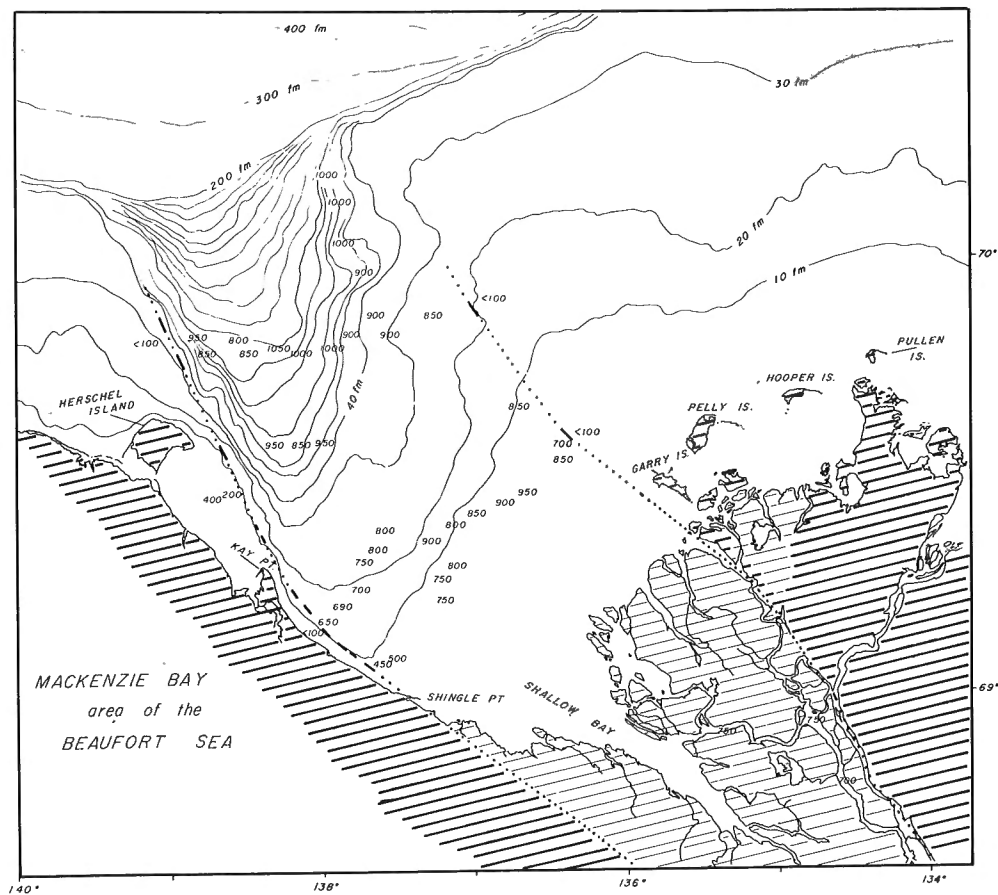 400 fm
300 fm
30 fm
200 fm
1000
1000
20 fm
1000
70°
900
10 fm
<100
900
850
<100
950
800
900
900
850
850
1050
1000
1000
PULLEN
IS.
HOOPER IS.
HERSCHEL
ISLAND
40 fm
850
PELLY IS.
<100
950
850
950
700
850
GARRY IS.
400
200
950
900
850
800
800
900
KAY PT.
800
750
800
750
700
750
690
650
<100
500
450
MACKENZIE BAY
area of the
BEAUFORT SEA
SHINGLE PT
SHALLOW BAY
69°
750
750
700
140°
138°
136°
134°